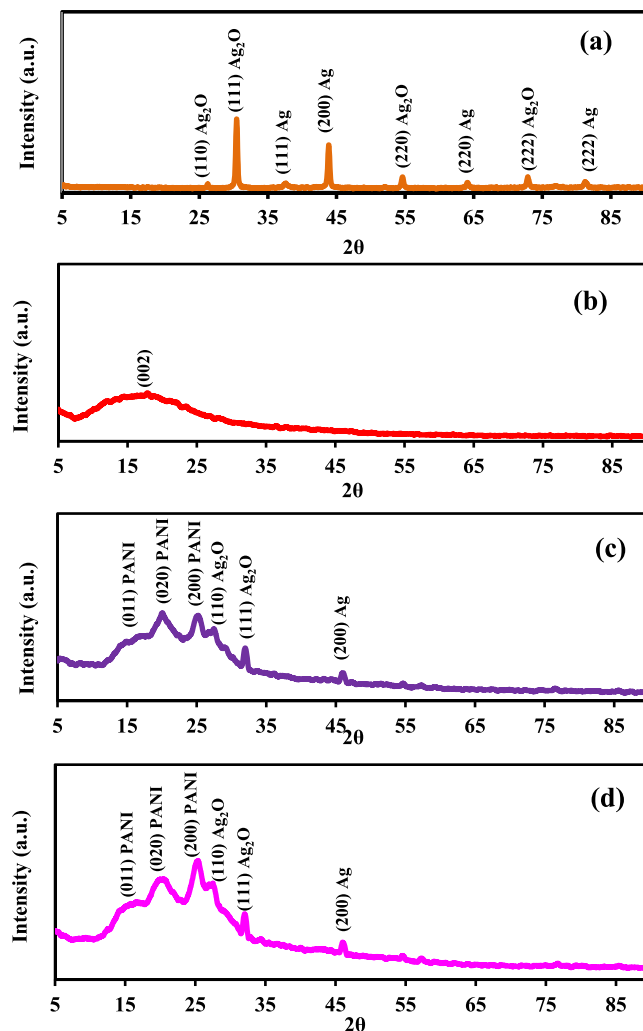 (a)
Intensity (a.u.)
(110) Ag₂O
(111) Ag₂O
(111) Ag
(200) Ag
(220) Ag₂O
(220) Ag
(222) Ag₂O
(222) Ag
5 25 45 55 65 75 85
2θ
(b)
Intensity (a.u.)
(002)
5 15 25 35 45 55 65 75 85
2θ
(c)
Intensity (a.u.)
(011) PANI
(020) PANI
(200) PANI
(110) Ag₂O
(111) Ag₂O
(200) Ag
5 15 25 35 45 55 65 75 85
2θ
(d)
Intensity (a.u.)
(011) PANI
(020) PANI
(200) PANI
(110) Ag₂O
(111) Ag₂O
(200) Ag
5 15 25 35 45 55 65 75 85
2θ